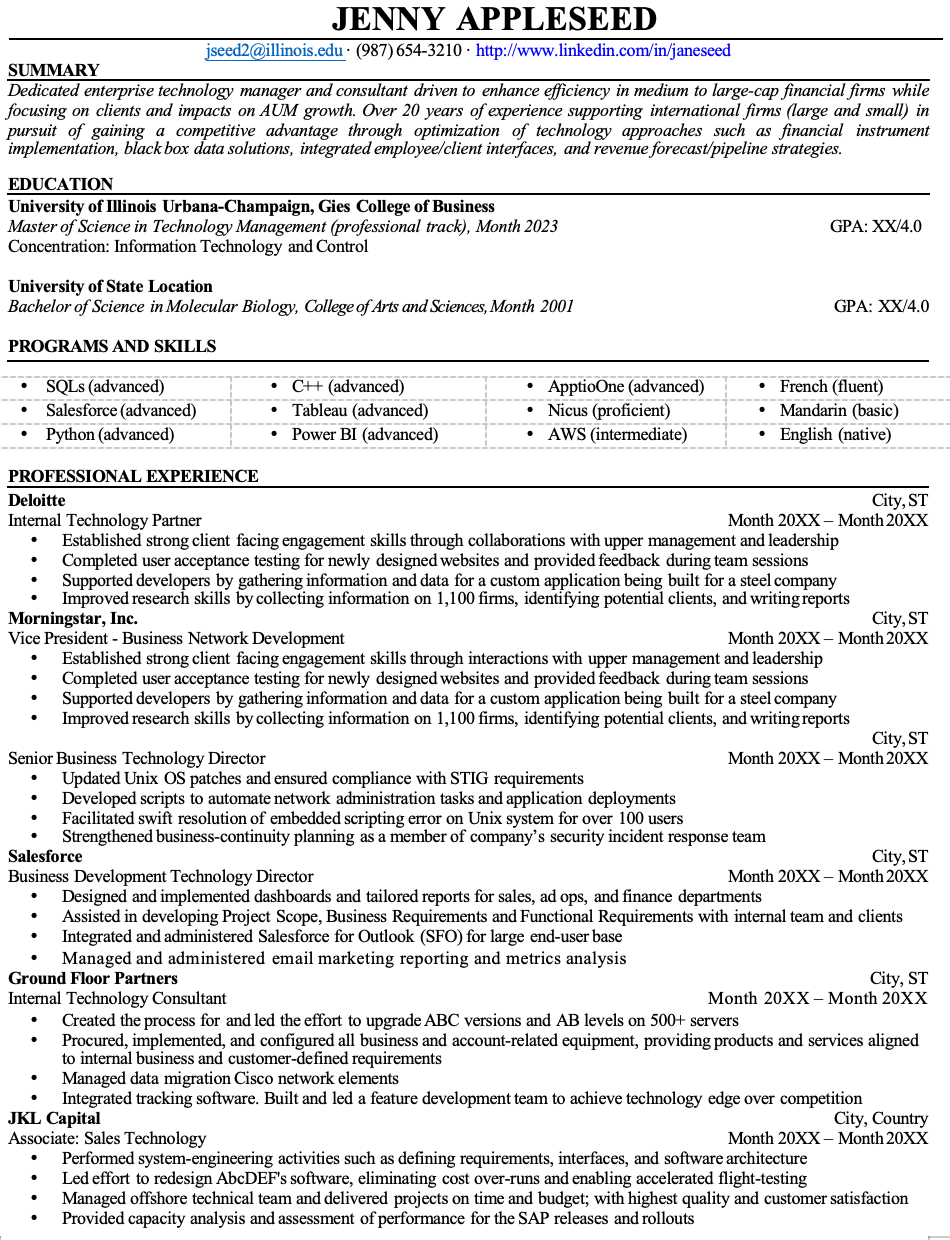 JENNY APPLESEED
jseed2@illinois.edu · (987) 654-3210 · http://www.linkedin.com/in/janeseed
SUMMARY
Dedicated enterprise technology manager and consultant driven to enhance efficiency in medium to large-cap financial firms while
focusing on clients and impacts on AUM growth. Over 20 years of experience supporting international firms (large and small) in
pursuit of gaining a competitive advantage through optimization of technology approaches such as financial instrument
implementation, black box data solutions, integrated employee/client interfaces, and revenue forecast/pipeline strategies.
EDUCATION
University of Illinois Urbana-Champaign, Gies College of Business
Master of Science in Technology Management (professional track), Month 2023 GPA: XX/4.0
Concentration: Information Technology and Control
University of State Location
Bachelor of Science in Molecular Biology, College of Arts and Sciences, Month 2001 GPA: XX/4.0
PROGRAMS AND SKILLS
• SQLs (advanced) • C++ (advanced) • ApptioOne (advanced) • French (fluent)
• Salesforce (advanced) • Tableau (advanced) • Nicus (proficient) • Mandarin (basic)
• Python (advanced) • Power BI (advanced) • AWS (intermediate) • English (native)
PROFESSIONAL EXPERIENCE
Deloitte City, ST
Internal Technology Partner Month 20XX – Month 20XX
• Established strong client facing engagement skills through collaborations with upper management and leadership
• Completed user acceptance testing for newly designed websites and provided feedback during team sessions
• Supported developers by gathering information and data for a custom application being built for a steel company
• Improved research skills by collecting information on 1,100 firms, identifying potential clients, and writing reports
Morningstar, Inc. City, ST
Vice President - Business Network Development Month 20XX – Month 20XX
• Established strong client facing engagement skills through interactions with upper management and leadership
• Completed user acceptance testing for newly designed websites and provided feedback during team sessions
• Supported developers by gathering information and data for a custom application being built for a steel company
• Improved research skills by collecting information on 1,100 firms, identifying potential clients, and writing reports
City, ST
Senior Business Technology Director Month 20XX – Month 20XX
• Updated Unix OS patches and ensured compliance with STIG requirements
• Developed scripts to automate network administration tasks and application deployments
• Facilitated swift resolution of embedded scripting error on Unix system for over 100 users
• Strengthened business-continuity planning as a member of company's security incident response team
Salesforce City, ST
Business Development Technology Director Month 20XX – Month 20XX
• Designed and implemented dashboards and tailored reports for sales, ad ops, and finance departments
• Assisted in developing Project Scope, Business Requirements and Functional Requirements with internal team and clients
• Integrated and administered Salesforce for Outlook (SFO) for large end-user base
• Managed and administered email marketing reporting and metrics analysis
Ground Floor Partners City, ST
Internal Technology Consultant Month 20XX – Month 20XX
• Created the process for and led the effort to upgrade ABC versions and AB levels on 500+ servers
• Procured, implemented, and configured all business and account-related equipment, providing products and services aligned
to internal business and customer-defined requirements
• Managed data migration Cisco network elements
• Integrated tracking software. Built and led a feature development team to achieve technology edge over competition
JKL Capital City, Country
Associate: Sales Technology Month 20XX – Month 20XX
• Performed system-engineering activities such as defining requirements, interfaces, and software architecture
• Led effort to redesign AbcDEF's software, eliminating cost over-runs and enabling accelerated flight-testing
• Managed offshore technical team and delivered projects on time and budget; with highest quality and customer satisfaction
• Provided capacity analysis and assessment of performance for the SAP releases and rollouts